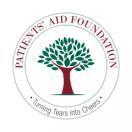 PATIENTS' AID FOUNDATION
• Turning Tears into Cheers •